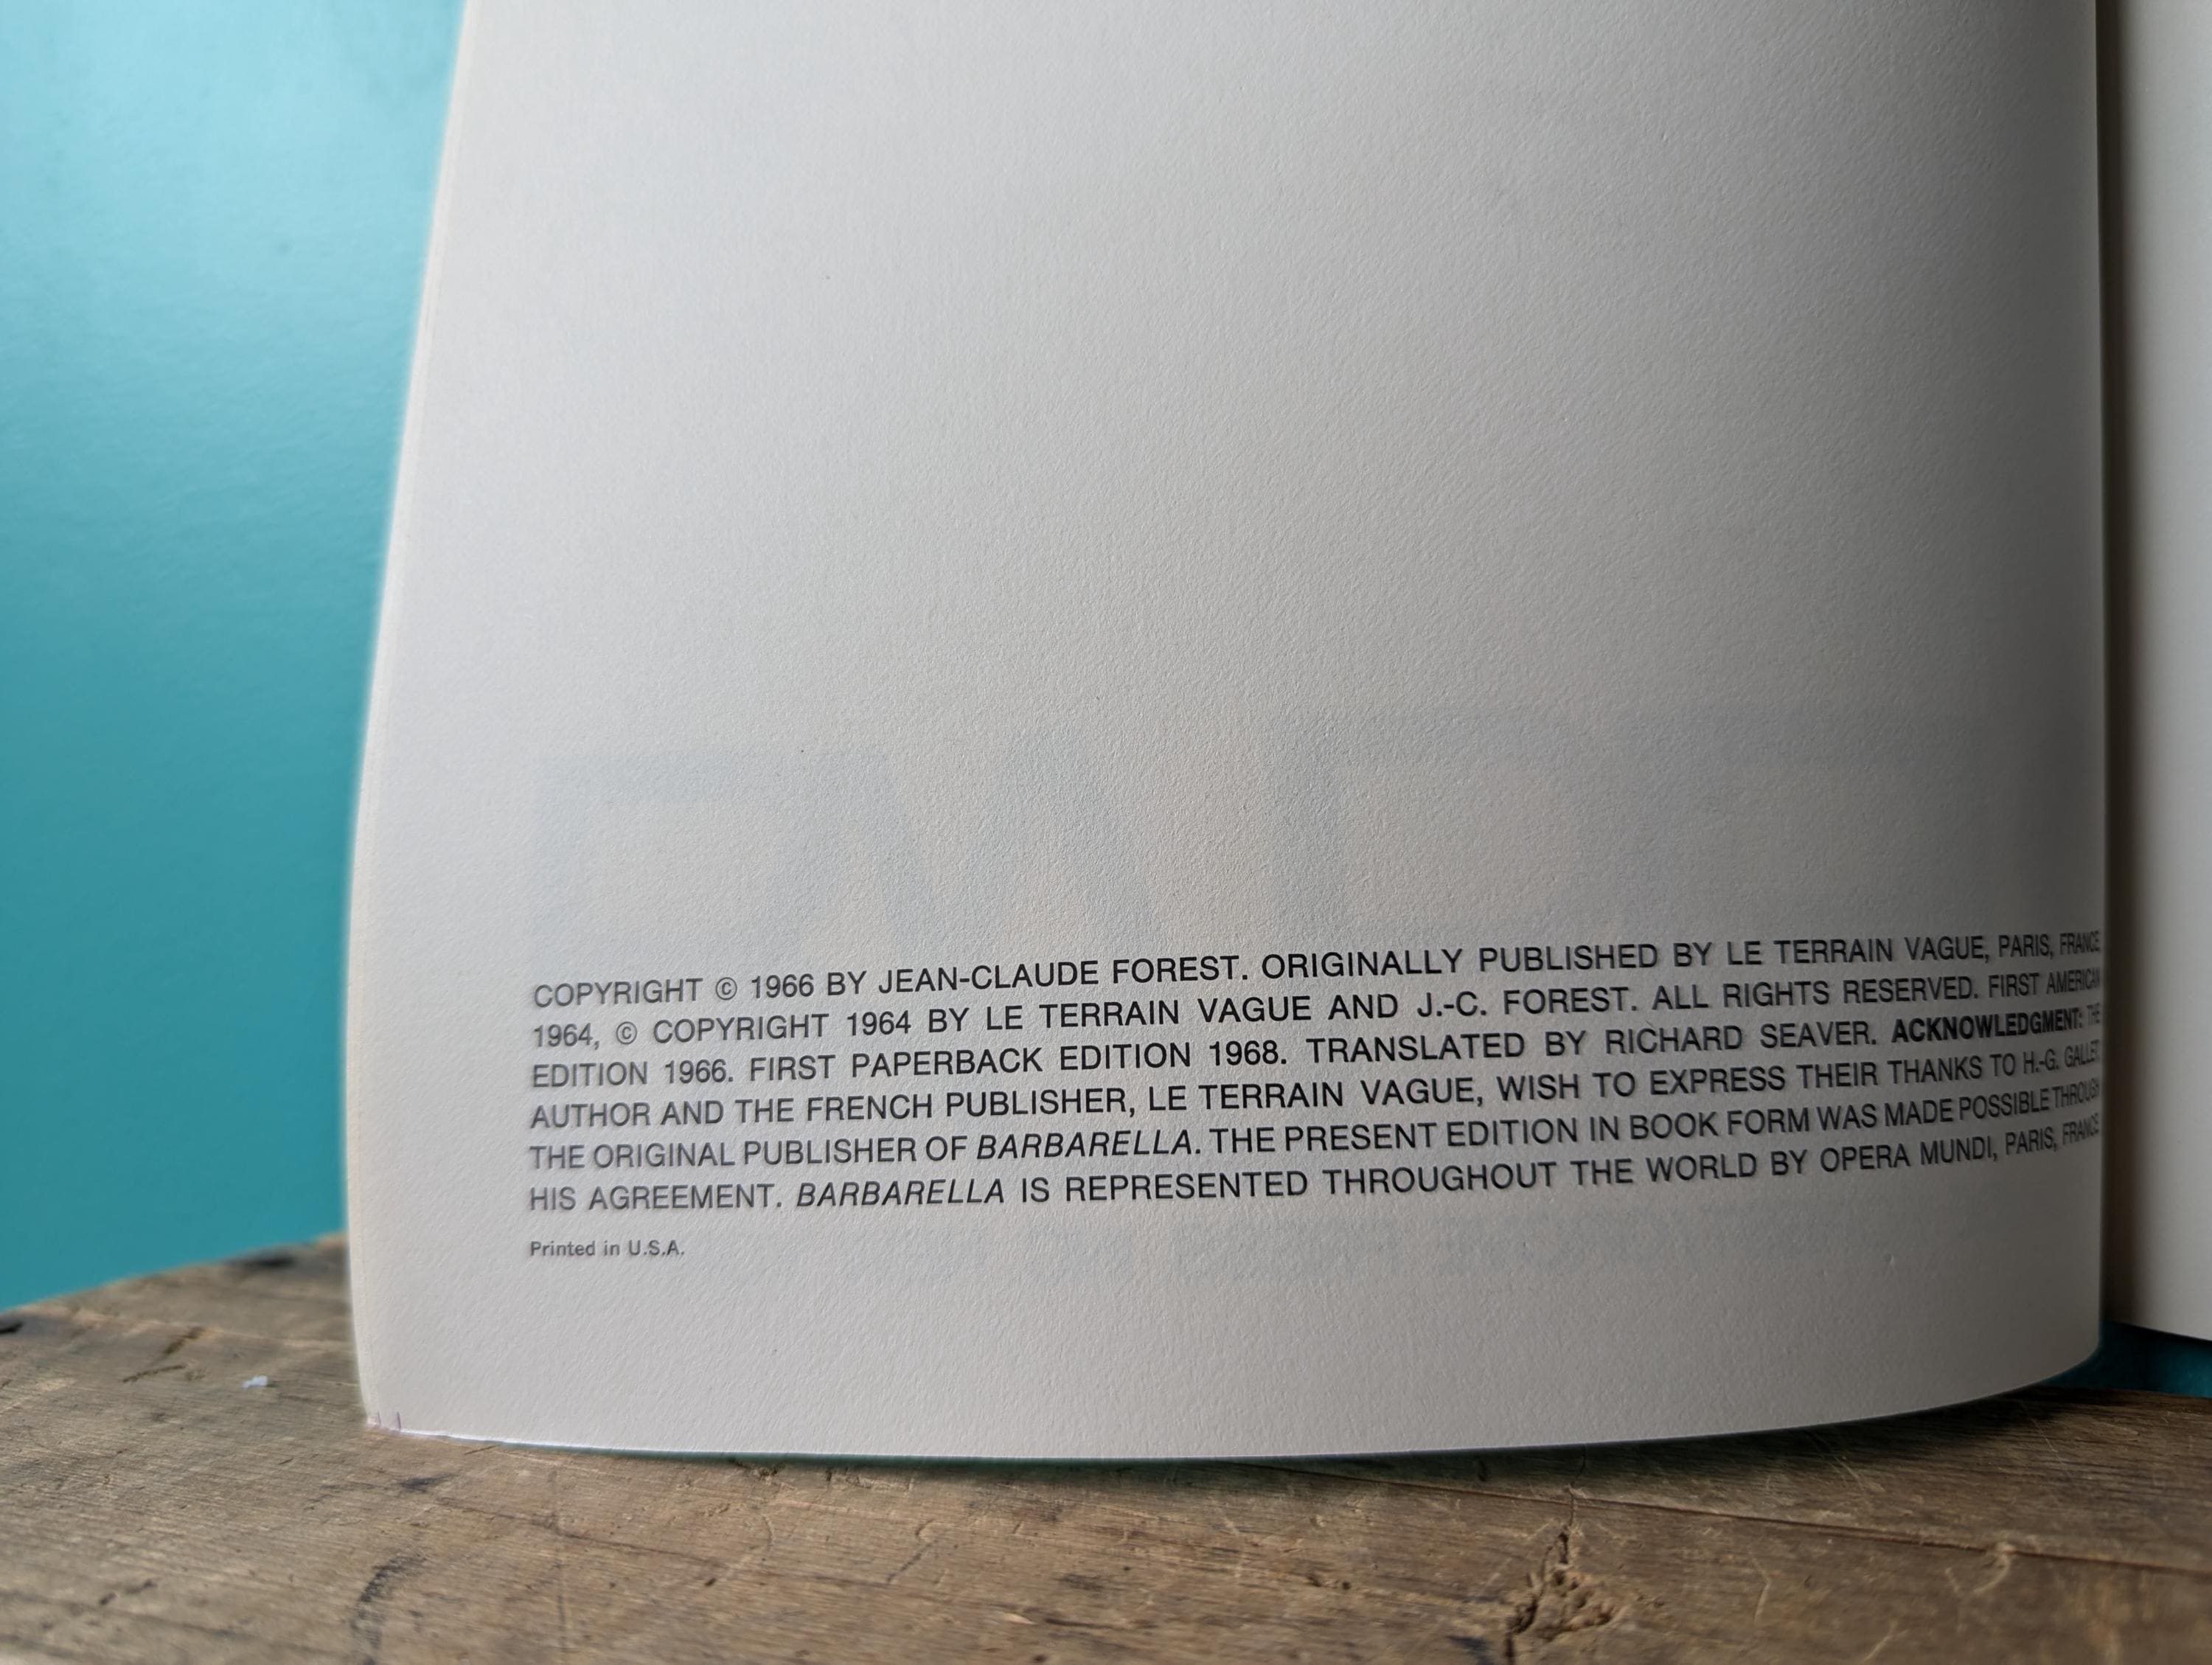 COPYRIGHT © 1966 BY JEAN-CLAUDE FOREST. ORIGINALLY PUBLISHED BY LE TERRAIN VAGUE, PARIS, FRANCE,
1964, © COPYRIGHT 1964 BY LE TERRAIN VAGUE AND J.-C. FOREST. ALL RIGHTS RESERVED. FIRST AMERICAN
EDITION 1966. FIRST PAPERBACK EDITION 1968. TRANSLATED BY RICHARD SEAVER. ACKNOWLEDGMENT: THE
AUTHOR AND THE FRENCH PUBLISHER, LE TERRAIN VAGUE, WISH TO EXPRESS THEIR THANKS TO H.-G. GALLET
THE ORIGINAL PUBLISHER OF BARBARELLA. THE PRESENT EDITION IN BOOK FORM WAS MADE POSSIBLE THROUGH
HIS AGREEMENT. BARBARELLA IS REPRESENTED THROUGHOUT THE WORLD BY OPERA MUNDI, PARIS, FRANCE
Printed in U.S.A.